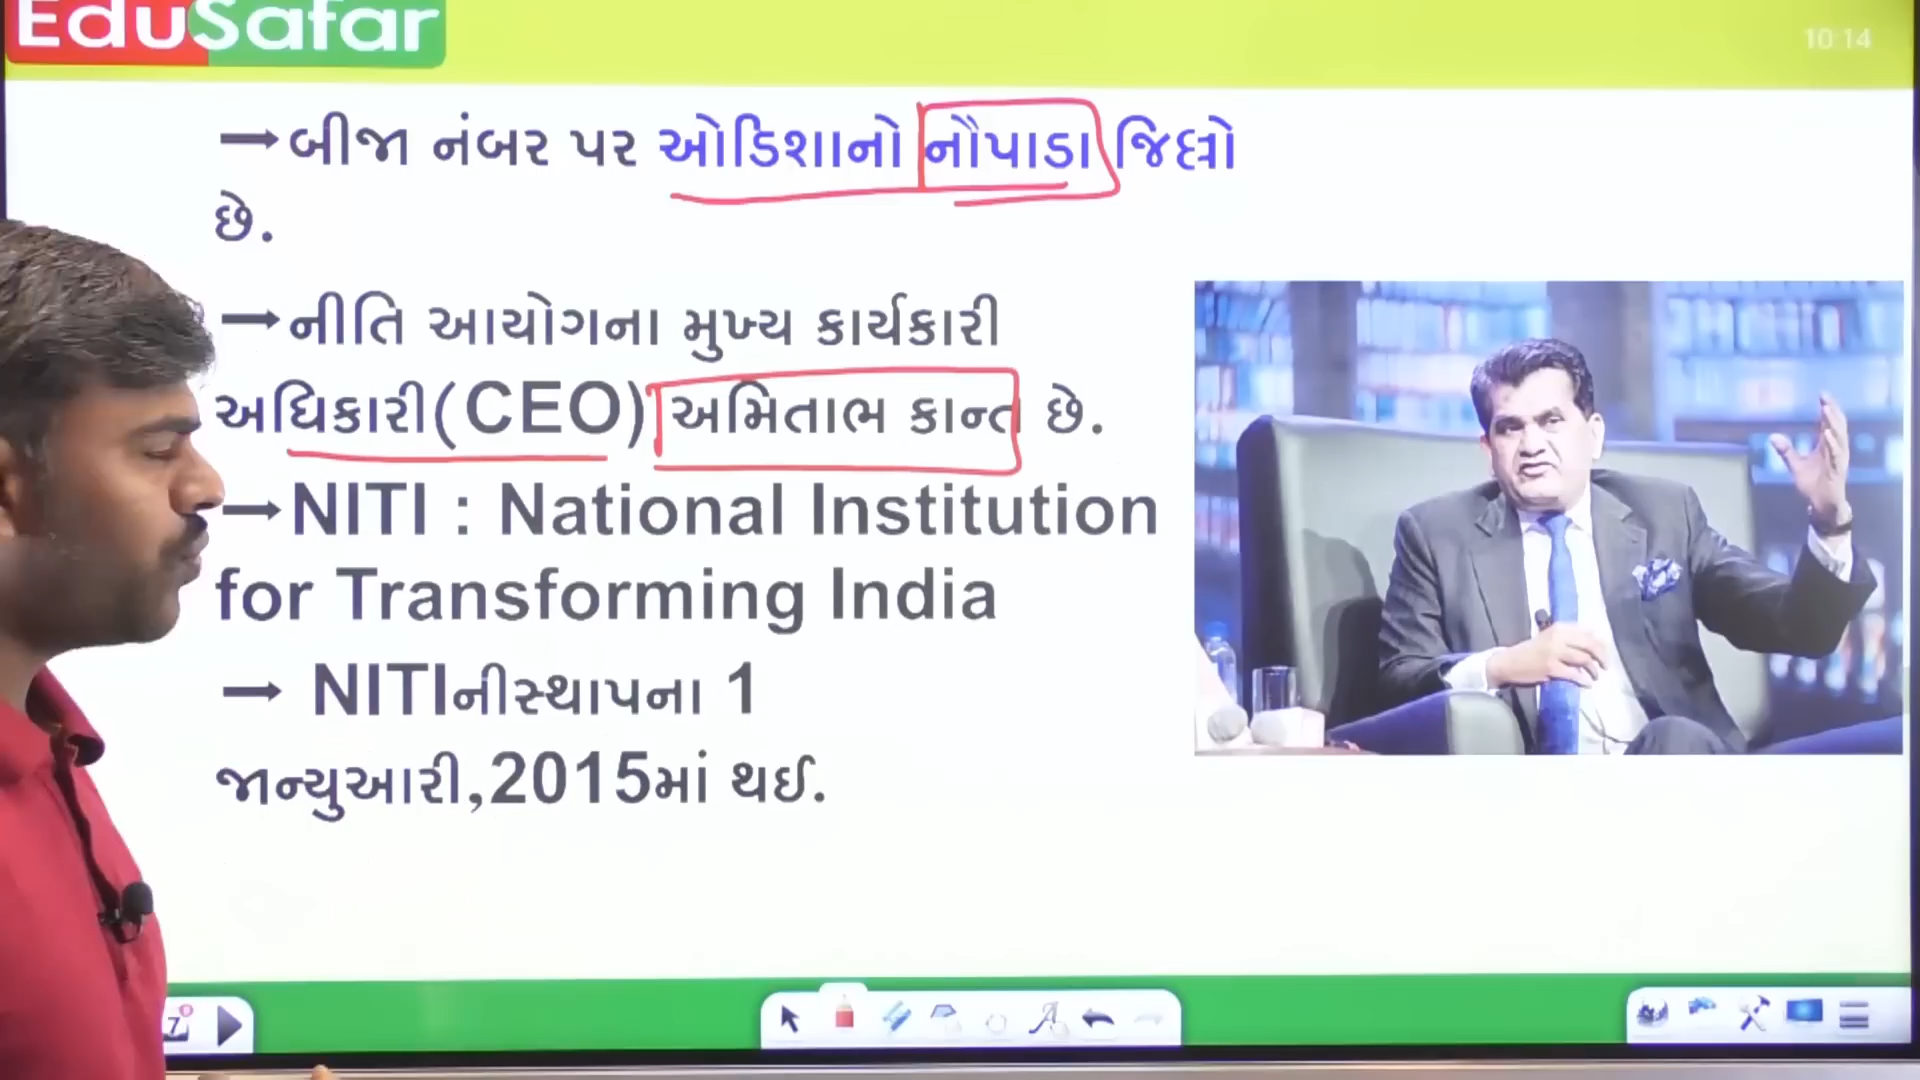 EduSafar
10:14
➞બીજા નંબર પર ઓડિશાનો નૌપાડા જિલ્લો
છે.
➞નીતિ આયોગના મુખ્ય કાર્યકારી
અધિકારી(CEO) અમિતાભ કાન્ત છે.
➞NITI : National Institution
for Transforming India
➞ NITIનીસ્થાપના 1
જાન્યુઆરી,2015માં થઈ.
7